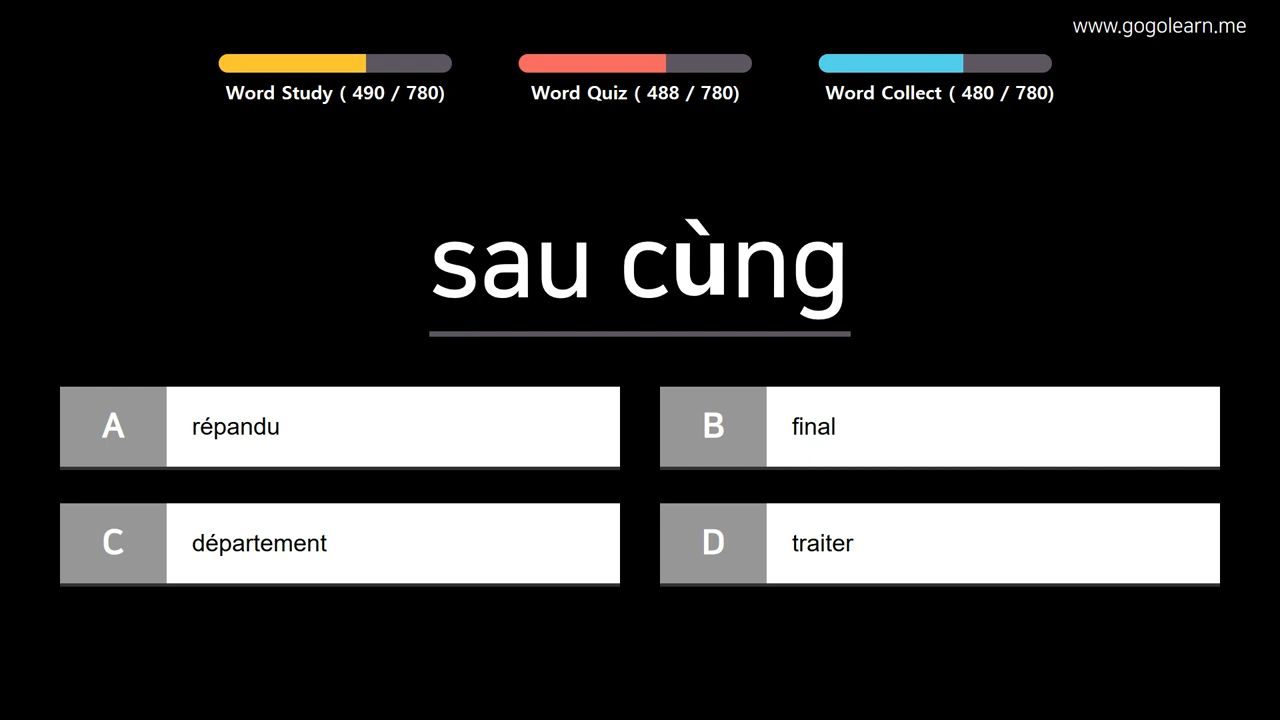 www.gogolearn.me
Word Study ( 490 / 780)
Word Quiz ( 488 / 780)
Word Collect ( 480 / 780)
sau cùng
A répandu
B final
C département
D traiter